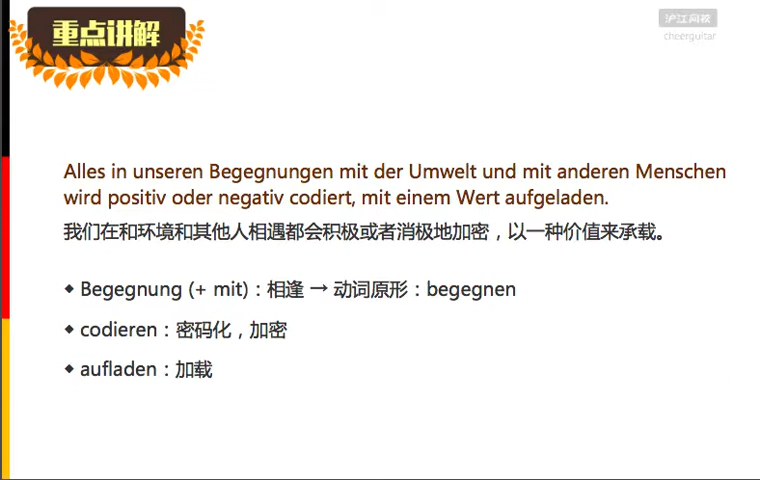 重点讲解
沪江网校
cheerguitar
Alles in unseren Begegnungen mit der Umwelt und mit anderen Menschen
wird positiv oder negativ codiert, mit einem Wert aufgeladen.
我们在和环境和其他人相遇都会积极或者消极地加密，以一种价值来承载。
◆ Begegnung (+ mit)：相逢 → 动词原形：begegnen
◆ codieren：密码化，加密
◆ aufladen：加载